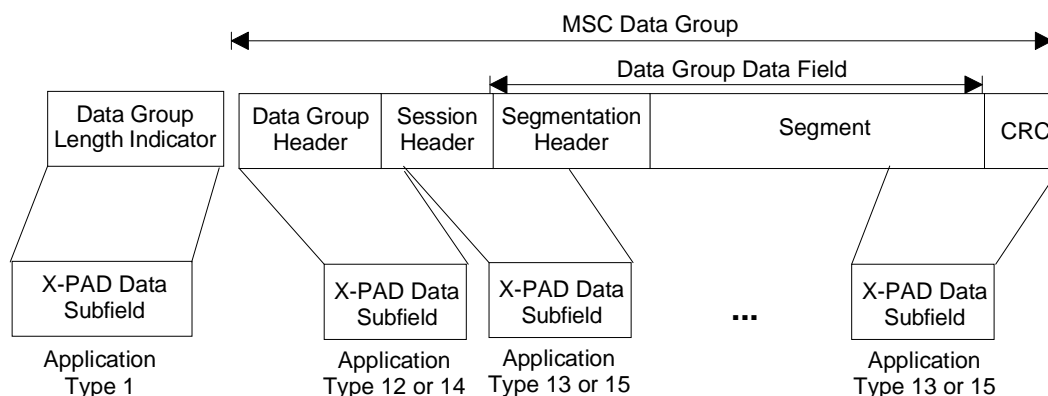 MSC Data Group
Data Group Data Field
Data Group
Length Indicator
Data Group
Header
Session
Header
Segmentation
Header
Segment
CRC
X-PAD Data
Subfield
X-PAD Data
Subfield
X-PAD Data
Subfield
...
X-PAD Data
Subfield
Application
Type 1
Application
Type 12 or 14
Application
Type 13 or 15
Application
Type 13 or 15